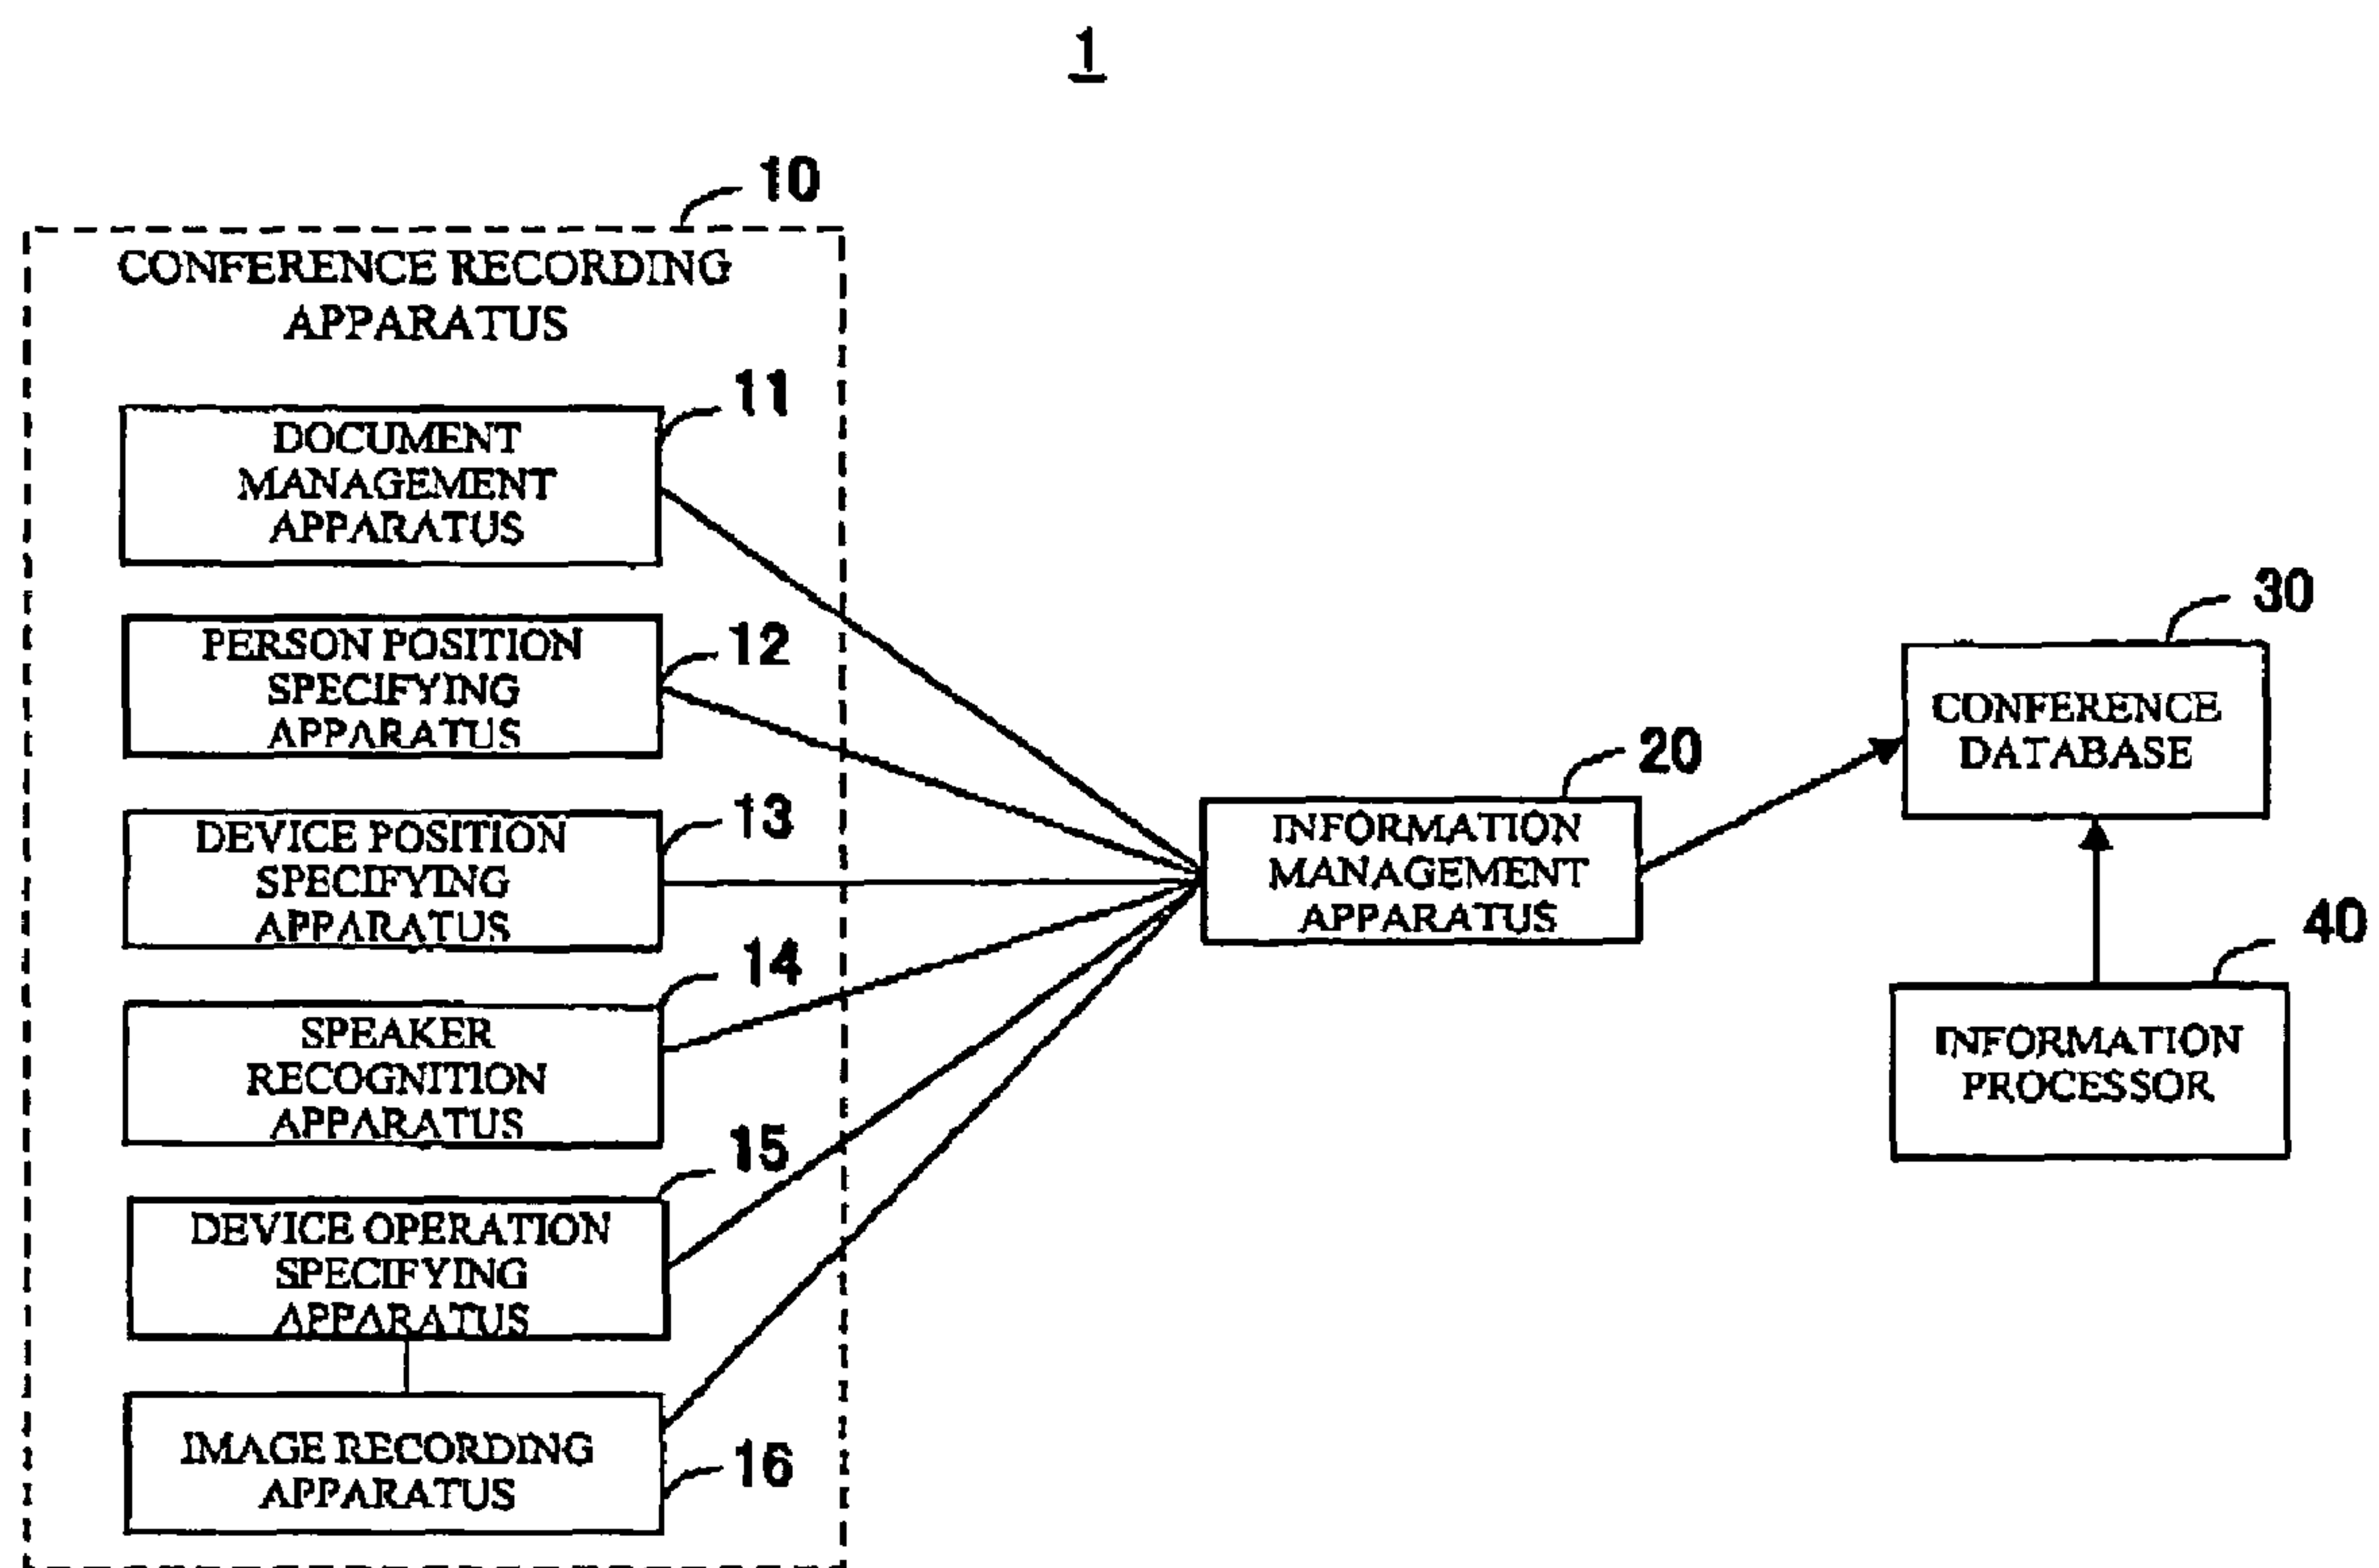 1
10
CONFERENCE RECORDING
APPARATUS
11
DOCUMENT
MANAGEMENT
APPARATUS
12
PERSON POSITION
SPECIFYING
APPARATUS
13
DEVICE POSITION
SPECIFYING
APPARATUS
14
SPEAKER
RECOGNITION
APPARATUS
15
DEVICE OPERATION
SPECIFYING
APPARATUS
IMAGE RECORDING
APPARATUS
16
20
INFORMATION
MANAGEMENT
APPARATUS
30
CONFERENCE
DATABASE
40
INFORMATION
PROCESSOR